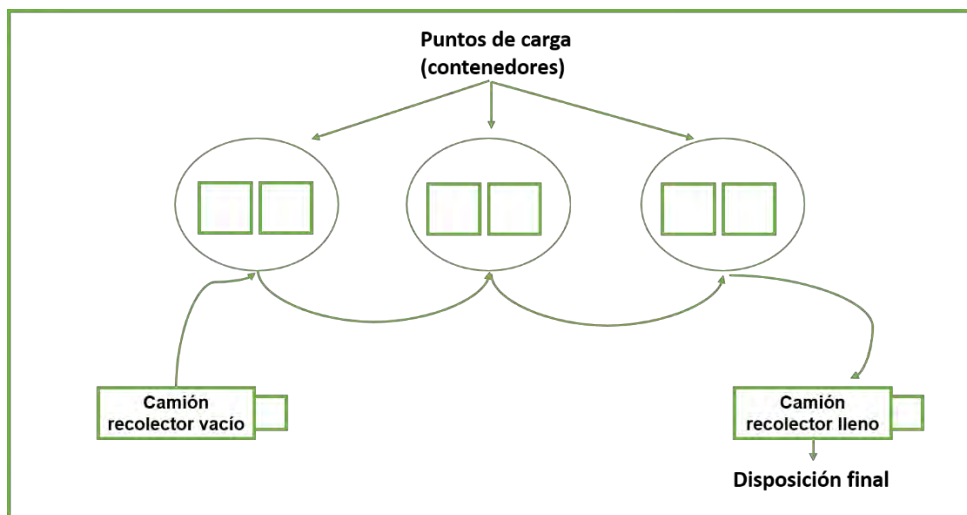 Puntos de carga
(contenedores)
Camión
recolector vacío
Camión
recolector lleno
Disposición final